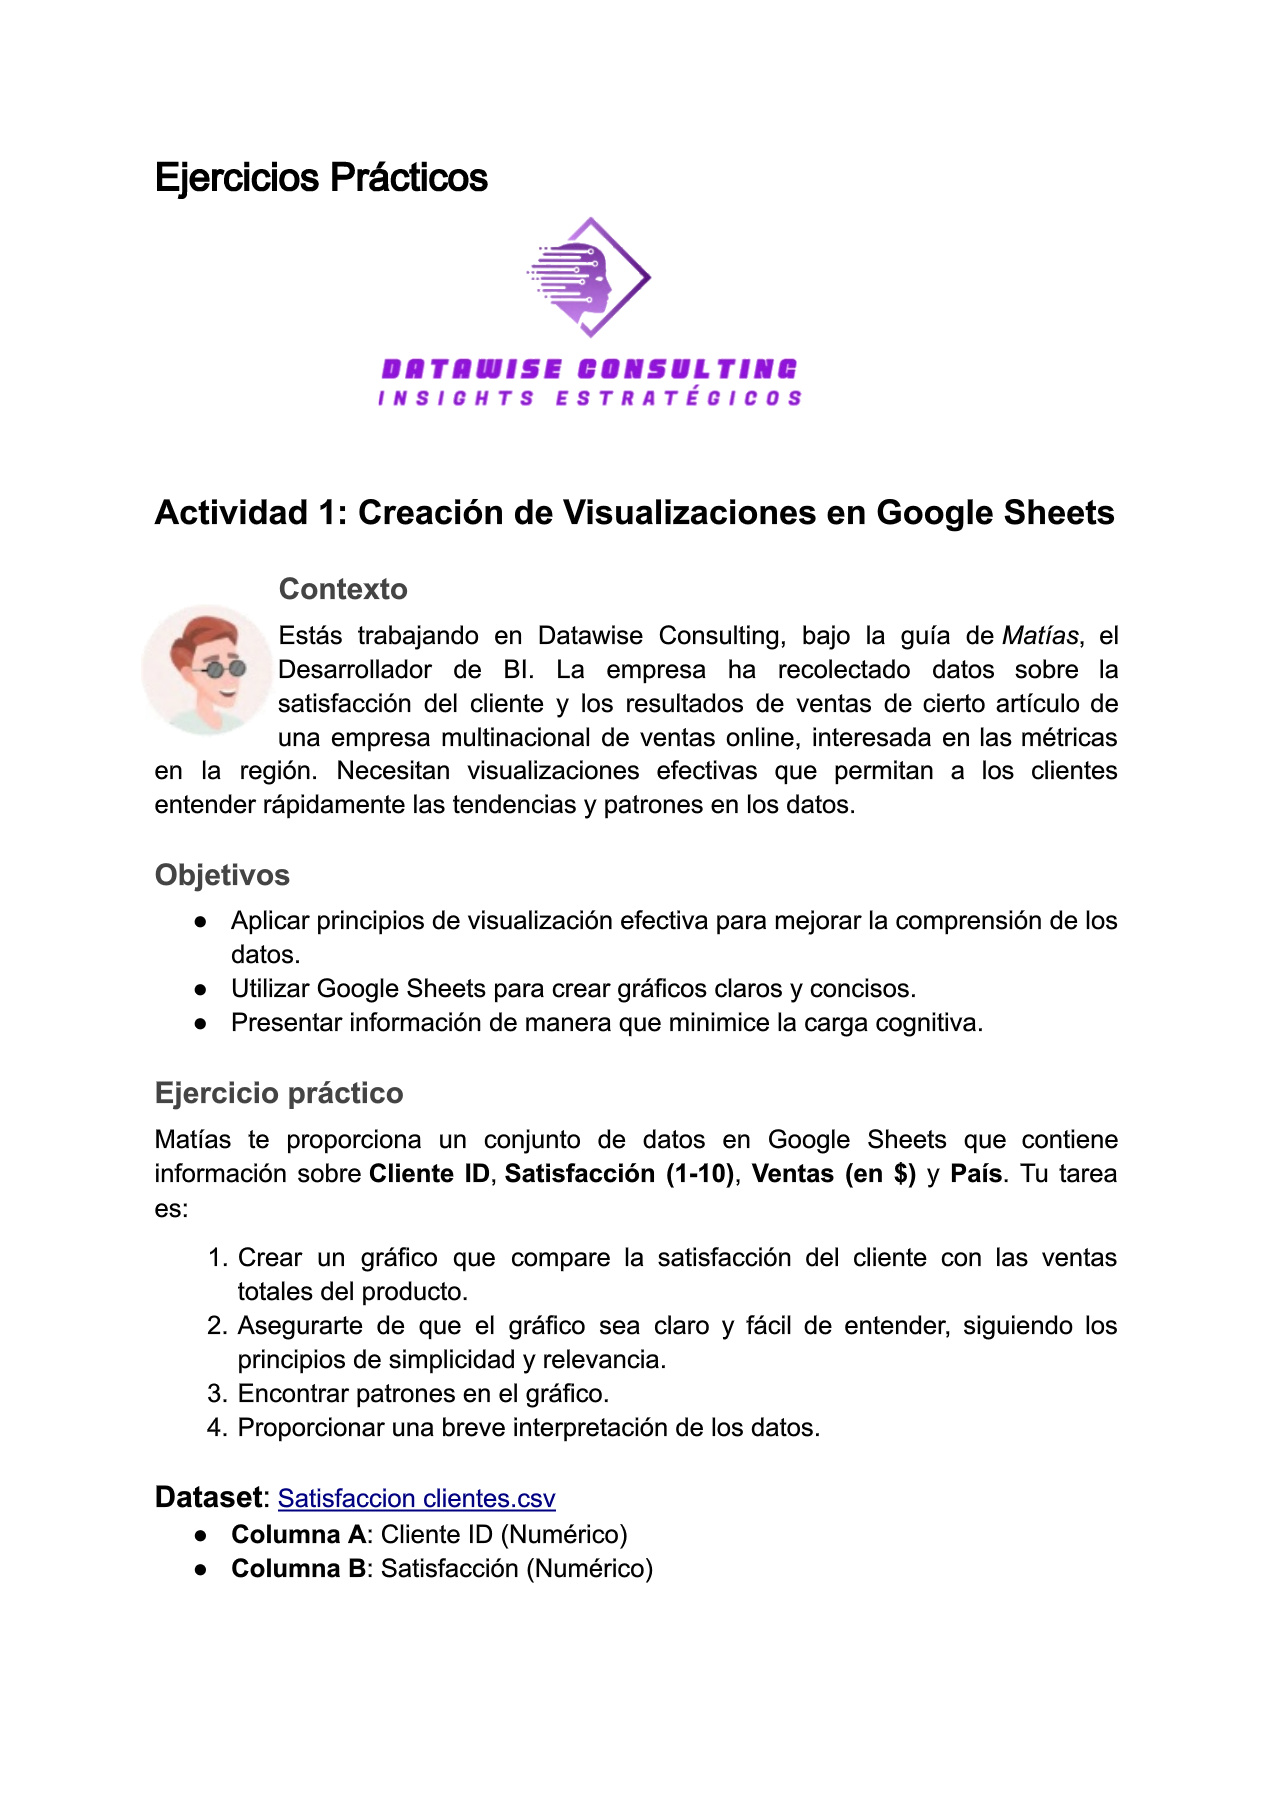 Ejercicios Prácticos
DATAWISE CONSULTING
INSIGHTS ESTRATÉGICOS
Actividad 1: Creación de Visualizaciones en Google Sheets
Contexto
Estás trabajando en Datawise Consulting, bajo la guía de Matías, el
Desarrollador de BI. La empresa ha recolectado datos sobre la
satisfacción del cliente y los resultados de ventas de cierto artículo de
una empresa multinacional de ventas online, interesada en las métricas
en la región. Necesitan visualizaciones efectivas que permitan a los clientes
entender rápidamente las tendencias y patrones en los datos.
Objetivos
● Aplicar principios de visualización efectiva para mejorar la comprensión de los
datos.
● Utilizar Google Sheets para crear gráficos claros y concisos.
● Presentar información de manera que minimice la carga cognitiva.
Ejercicio práctico
Matías te proporciona un conjunto de datos en Google Sheets que contiene
información sobre Cliente ID, Satisfacción (1-10), Ventas (en $) y País. Tu tarea
es:
1. Crear un gráfico que compare la satisfacción del cliente con las ventas
totales del producto.
2. Asegurarte de que el gráfico sea claro y fácil de entender, siguiendo los
principios de simplicidad y relevancia.
3. Encontrar patrones en el gráfico.
4. Proporcionar una breve interpretación de los datos.
Dataset: Satisfaccion clientes.csv
● Columna A: Cliente ID (Numérico)
● Columna B: Satisfacción (Numérico)